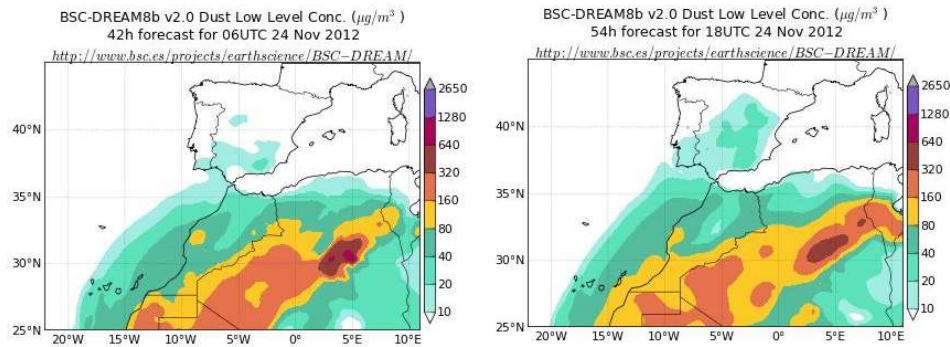 BSC-DREAM8b v2.0 Dust Low Level Conc. (μg/m³ )
42h forecast for 06UTC 24 Nov 2012
http://www.bsc.es/projects/earthscience/BSC−DREAM/
40°N
35°N
30°N
25°N
20°W
15°W
10°W
5°W
0°
5°E
10°E
2650
1280
640
320
160
80
40
20
10
BSC-DREAM8b v2.0 Dust Low Level Conc. (μg/m³ )
54h forecast for 18UTC 24 Nov 2012
http://www.bsc.es/projects/earthscience/BSC−DREAM/
40°N
35°N
30°N
25°N
20°W
15°W
10°W
5°W
0°
5°E
10°E
2650
1280
640
320
160
80
40
20
10